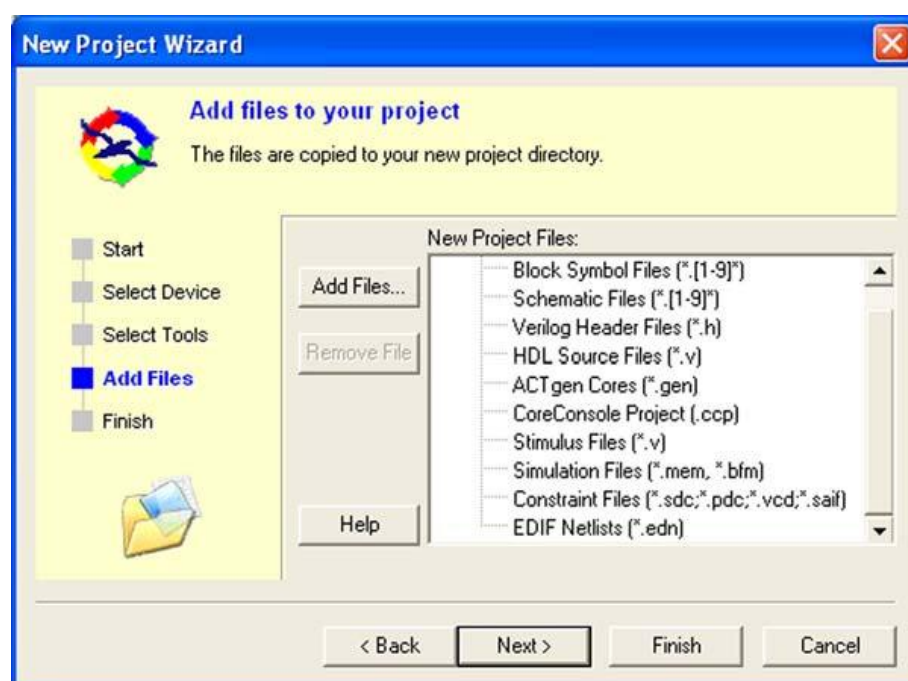 New Project Wizard
Add files to your project
The files are copied to your new project directory.
Start
Select Device
Select Tools
Add Files
Finish
New Project Files:
Add Files...
Remove File
Help
Block Symbol Files (*.[1-9]*)
Schematic Files (*.[1-9]*)
Verilog Header Files (*.h)
HDL Source Files (*.v)
ACTgen Cores (*.gen)
CoreConsole Project (.ccp)
Stimulus Files (*.v)
Simulation Files (*.mem, *.bfm)
Constraint Files (*.sdc;*.pdc;*.vcd;*.saif)
EDIF Netlists (*.edn)
< Back
Next >
Finish
Cancel